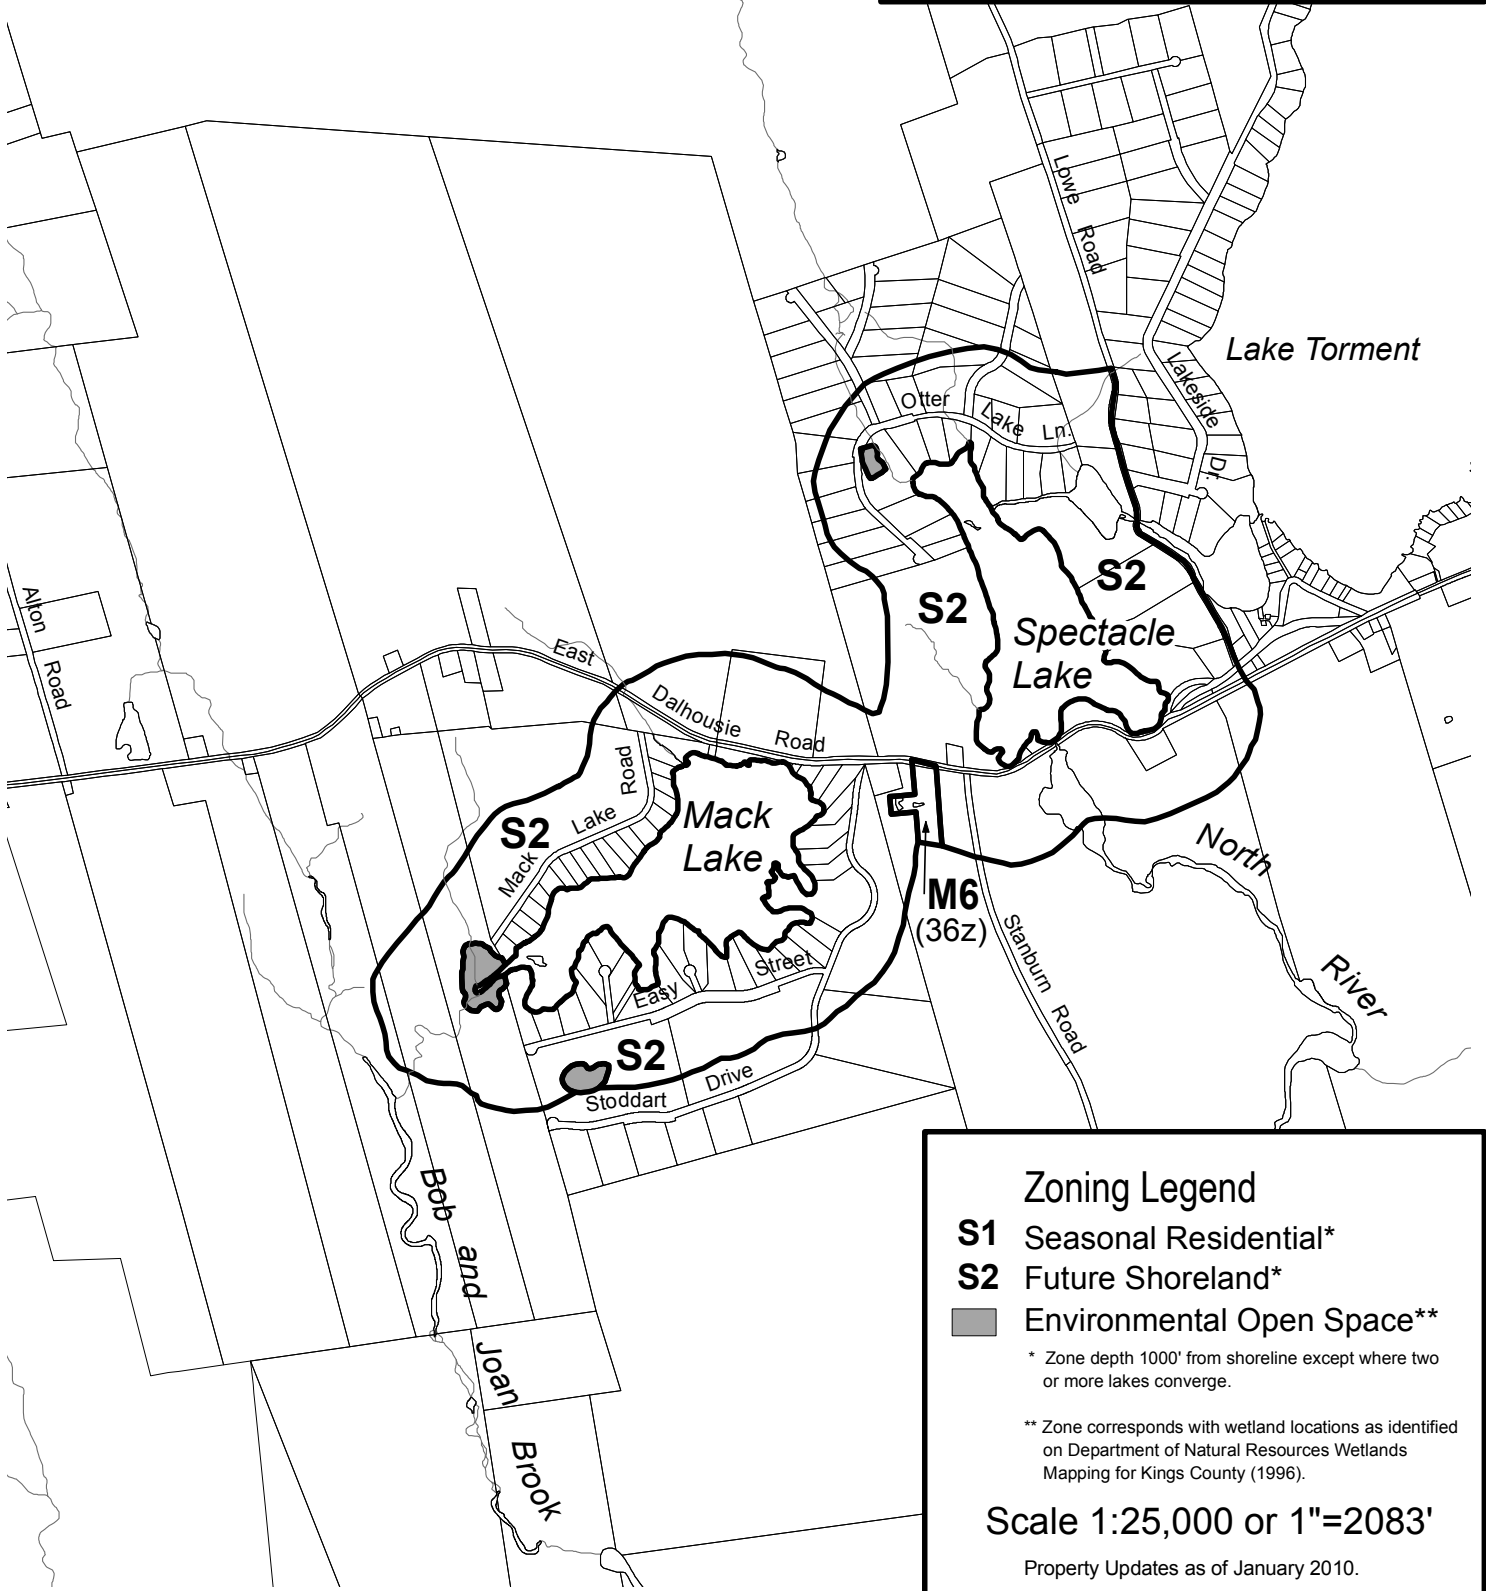 Lowe
Road
Lake Torment
Lakeside
Dr.
Otter
Lake
Ln.
S2
S2
Spectacle
Lake
Alton
Road
East
Dalhousie
Road
Road
Lake
Mack
S2
Mack
Lake
M6
(36z)
North
River
Stanburn
Road
Street
Easy
S2
Drive
Stoddart
Bob
and
Joan
Brook
Zoning Legend
S1 Seasonal Residential*
S2 Future Shoreland*
Environmental Open Space**
* Zone depth 1000' from shoreline except where two
or more lakes converge.
** Zone corresponds with wetland locations as identified
on Department of Natural Resources Wetlands
Mapping for Kings County (1996).
Scale 1:25,000 or 1"=2083'
Property Updates as of January 2010.